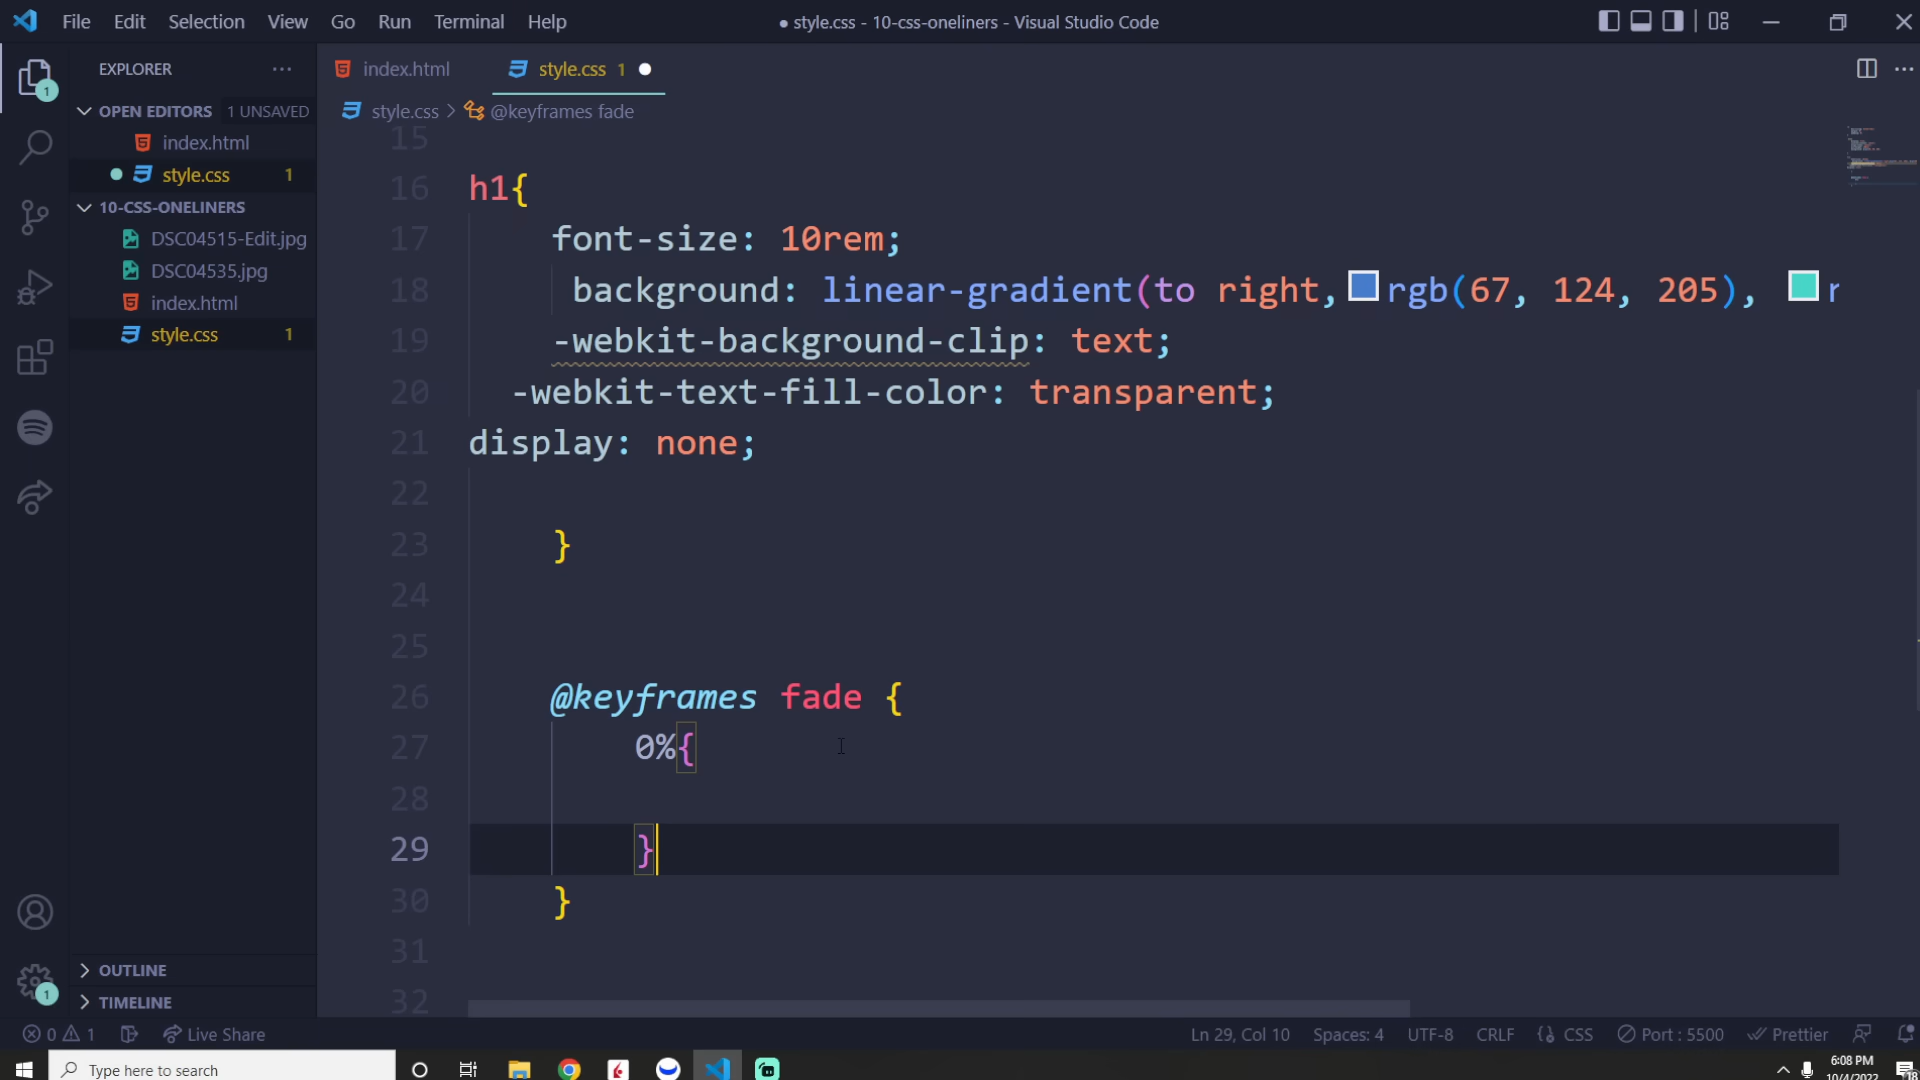 File Edit Selection View Go Run Terminal Help
● style.css - 10-css-oneliners - Visual Studio Code
EXPLORER
index.html
style.css 1
style.css > @keyframes fade
1
OPEN EDITORS 1 UNSAVED
index.html
style.css 1
10-CSS-ONELINERS
DSC04515-Edit.jpg
DSC04535.jpg
index.html
style.css 1
15
16 h1{
17 font-size: 10rem;
18 background: linear-gradient(to right, rgb(67, 124, 205), r
19 -webkit-background-clip: text;
20 -webkit-text-fill-color: transparent;
21 display: none;
22
23 }
24
25
26 @keyframes fade {
27 0%{
28
29 }
30 }
31
32
OUTLINE
TIMELINE
1
0 1 Live Share
Ln 29, Col 10 Spaces: 4 UTF-8 CRLF {} CSS Port : 5500 Prettier
Type here to search
6:08 PM
10/4/2022
18